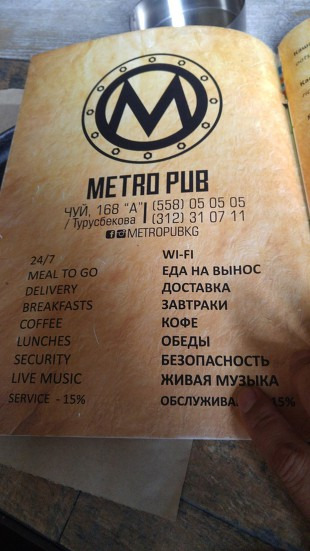 M
METRO PUB
ЧУЙ, 168 "А" (558) 05 05 05
/ Турусбекова (312) 31 07 11
METROPUBKG
24/7 WI-FI
MEAL TO GO ЕДА НА ВЫНОС
DELIVERY ДОСТАВКА
BREAKFASTS ЗАВТРАКИ
COFFEE КОФЕ
LUNCHES ОБЕДЫ
SECURITY БЕЗОПАСНОСТЬ
LIVE MUSIC ЖИВАЯ МУЗЫКА
SERVICE - 15% 15%